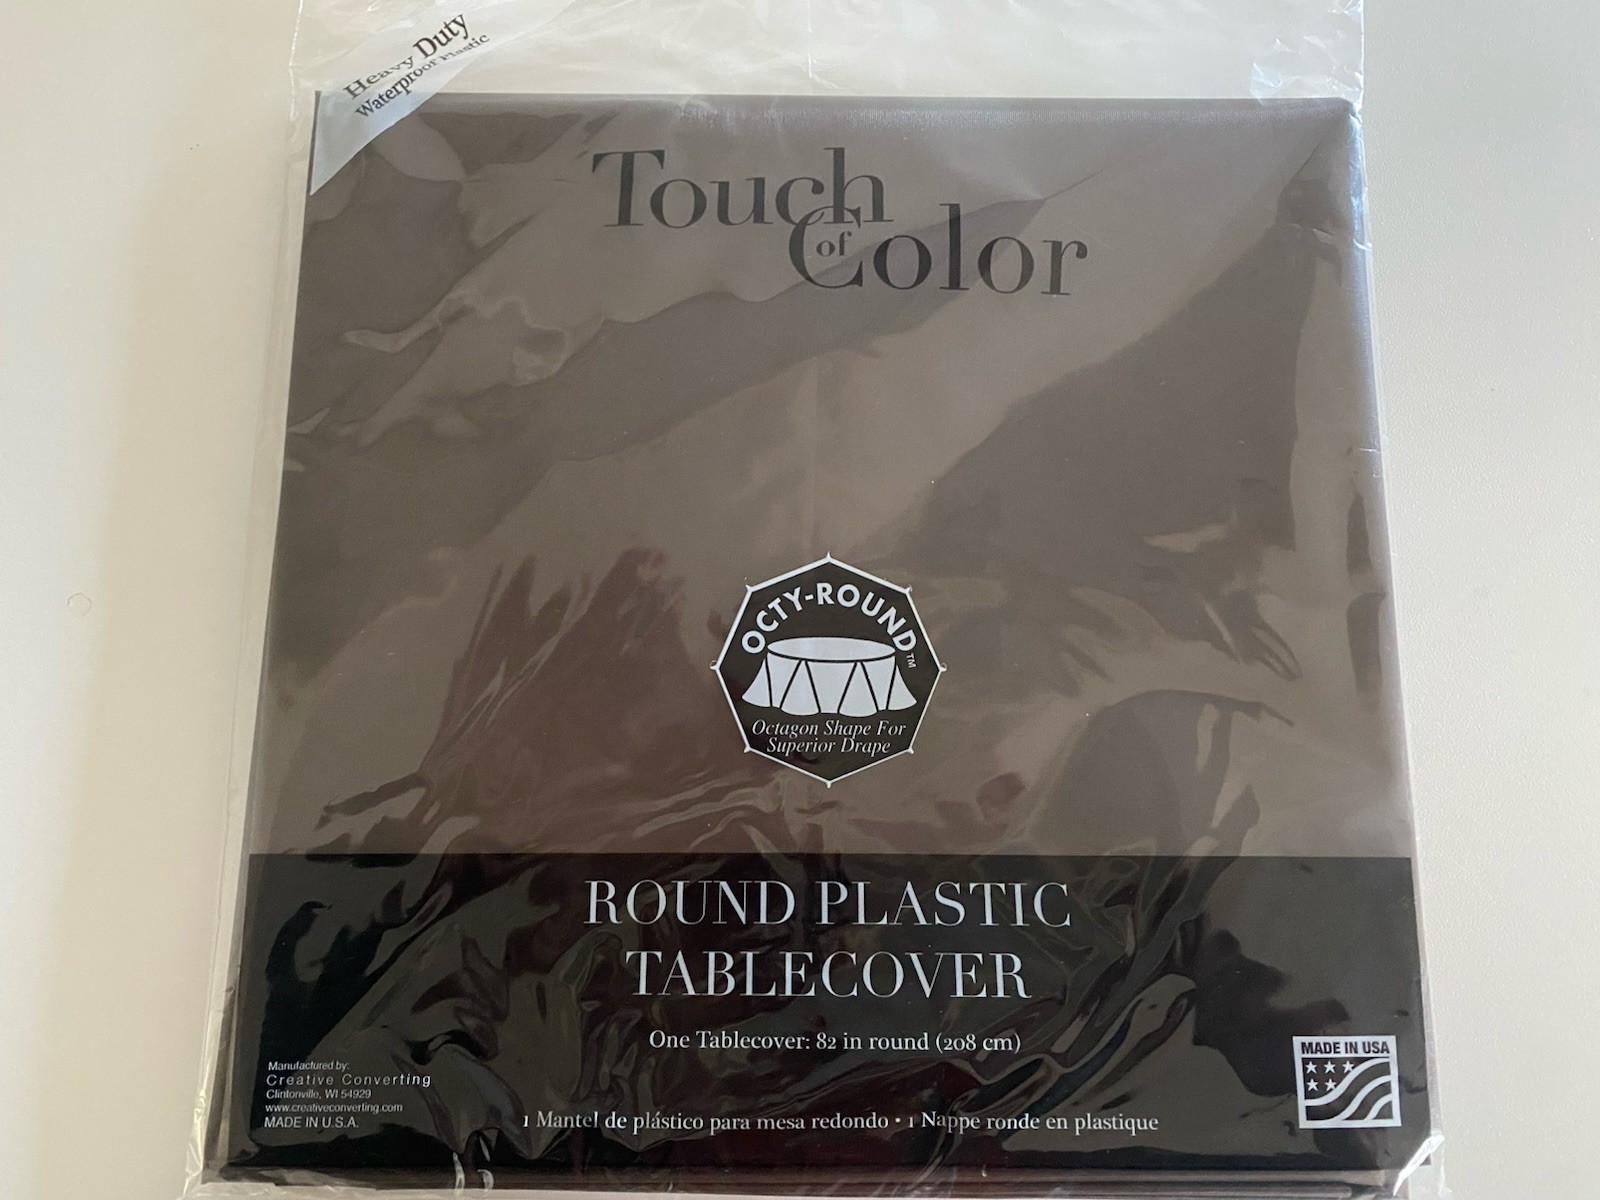 Heavy Duty
Waterproof Plastic
Touch
of
Color
OCTY-ROUND™
Octagon Shape For
Superior Drape
ROUND PLASTIC
TABLECOVER
One Tablecover: 82 in round (208 cm)
Manufactured by:
Creative Converting
Clintonville, WI 54929
www.creativeconverting.com
MADE IN U.S.A.
1 Mantel de plástico para mesa redondo • 1 Nappe ronde en plastique
MADE IN USA